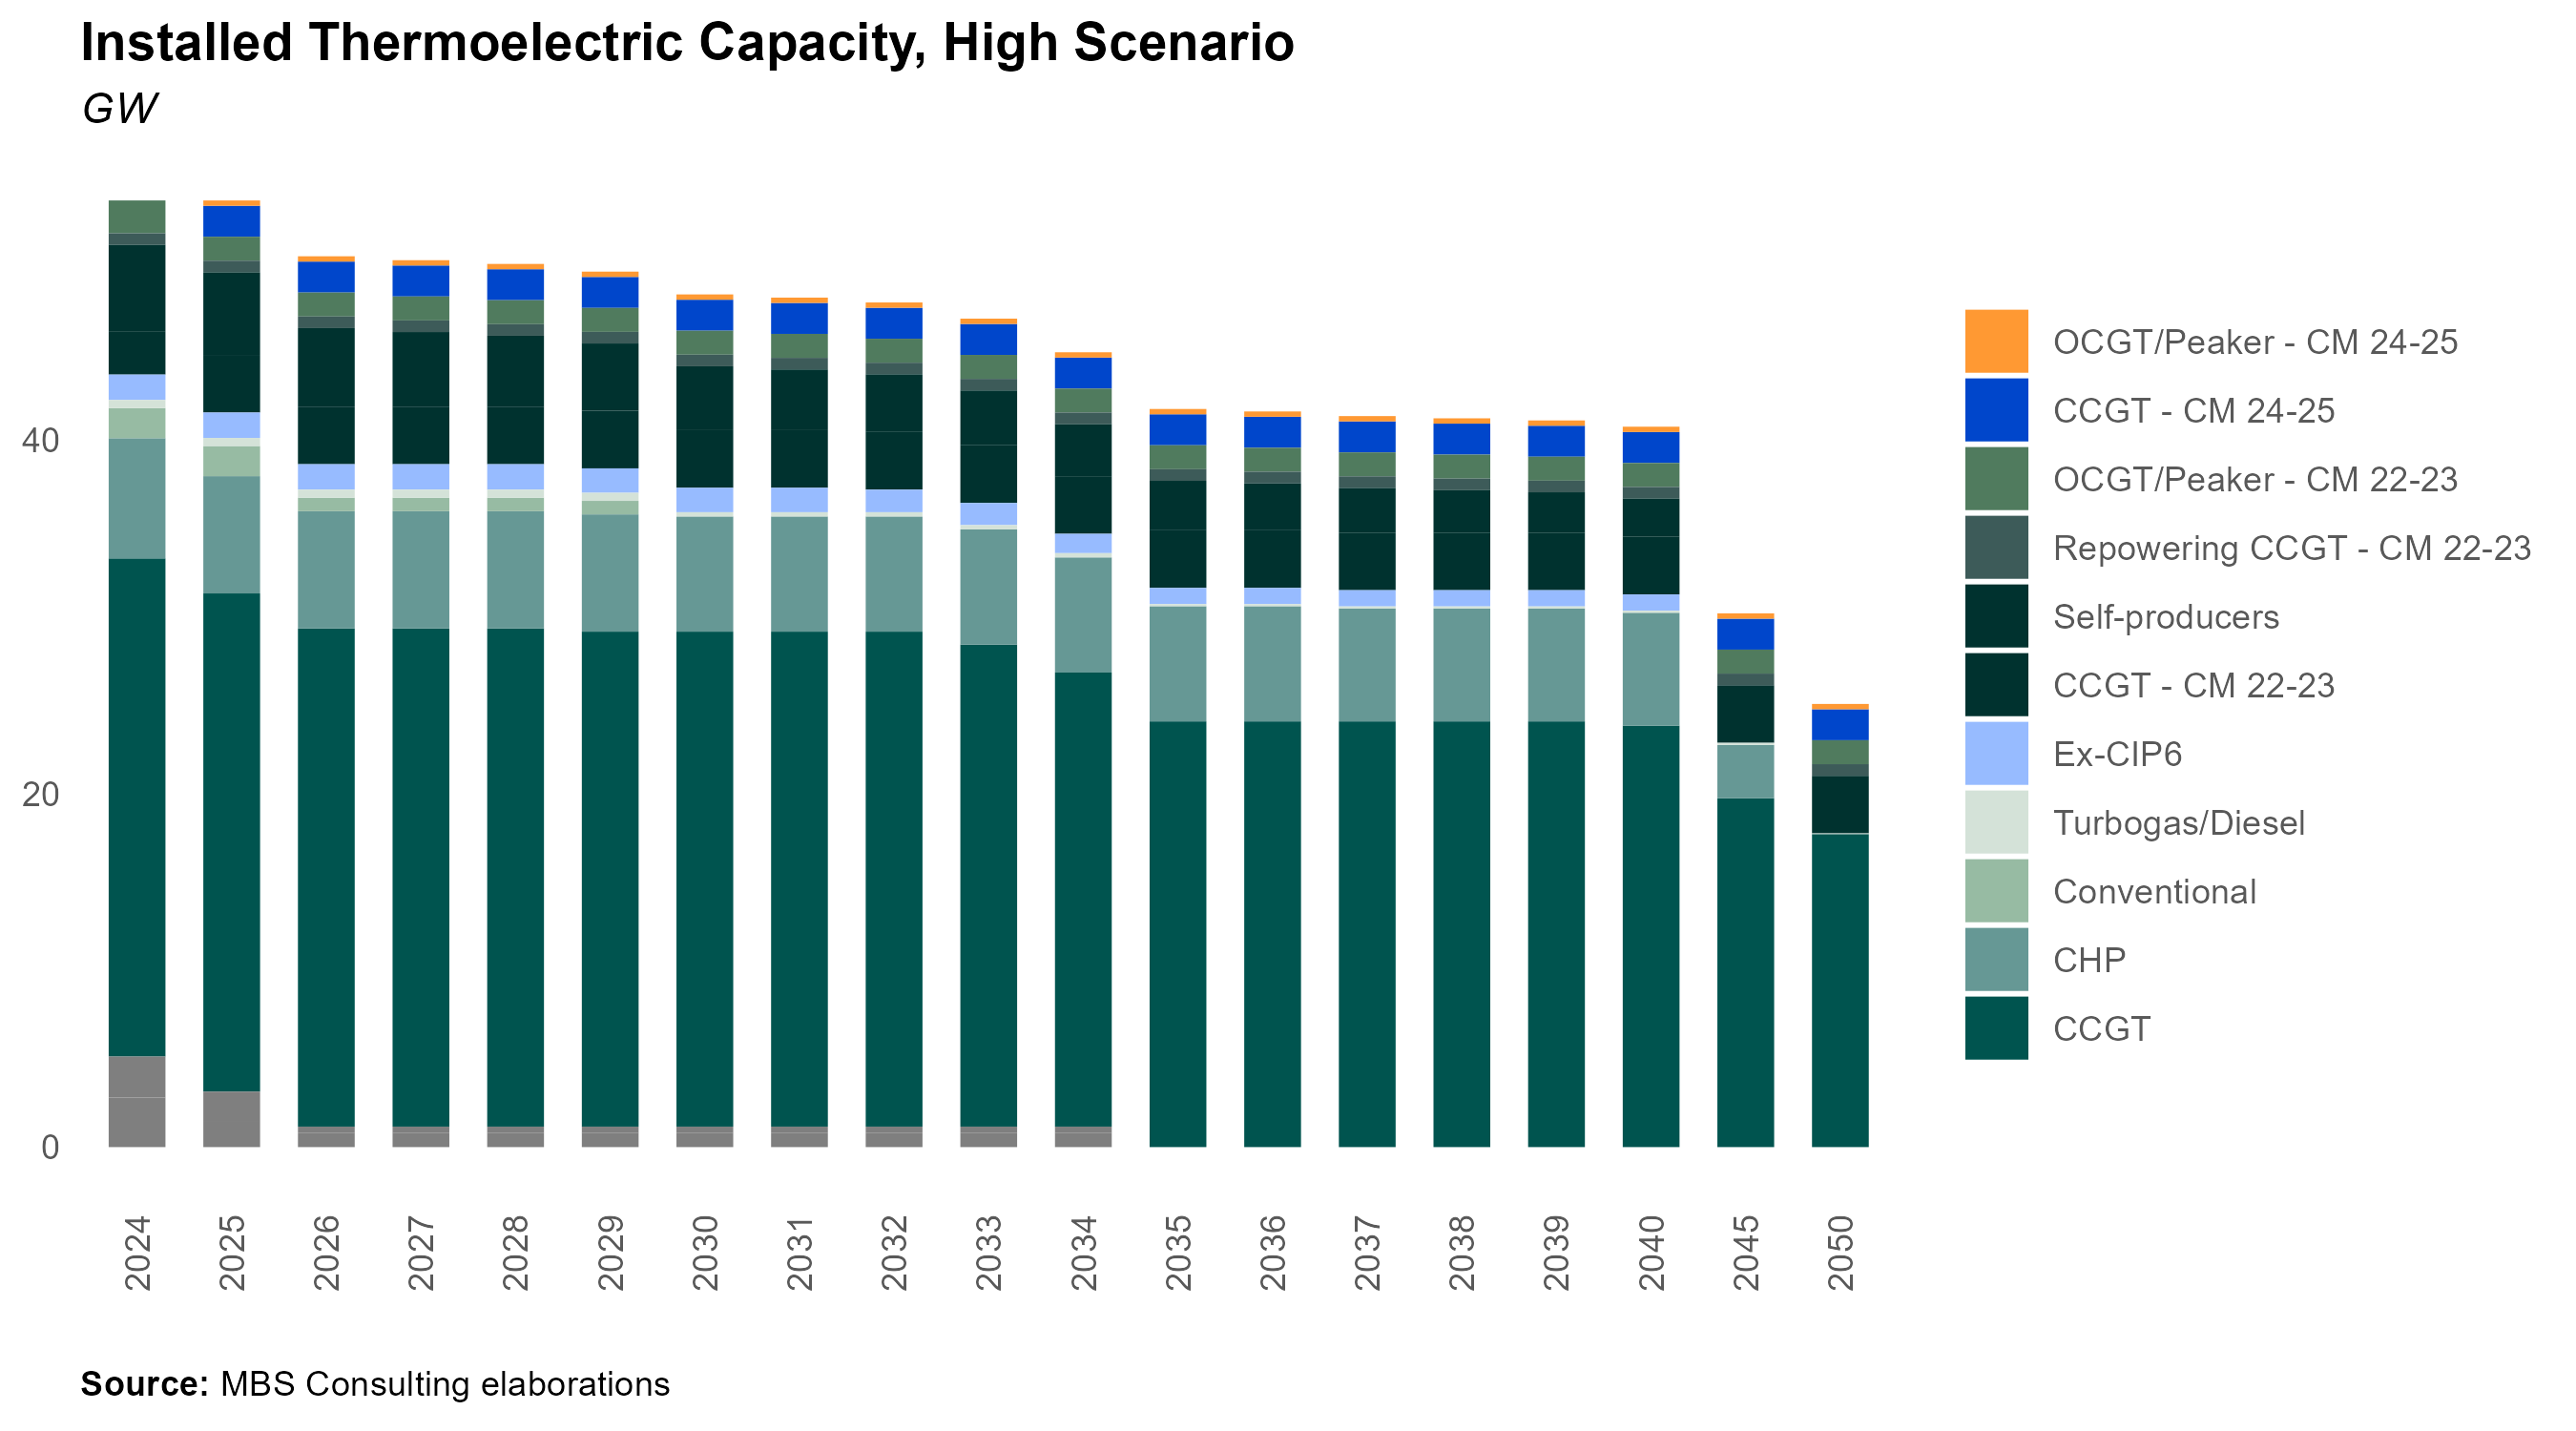 Installed Thermoelectric Capacity, High Scenario
GW
40
20
0
2024
2025
2026
2027
2028
2029
2030
2031
2032
2033
2034
2035
2036
2037
2038
2039
2040
2045
2050
OCGT/Peaker - CM 24-25
CCGT - CM 24-25
OCGT/Peaker - CM 22-23
Repowering CCGT - CM 22-23
Self-producers
CCGT - CM 22-23
Ex-CIP6
Turbogas/Diesel
Conventional
CHP
CCGT
Source: MBS Consulting elaborations